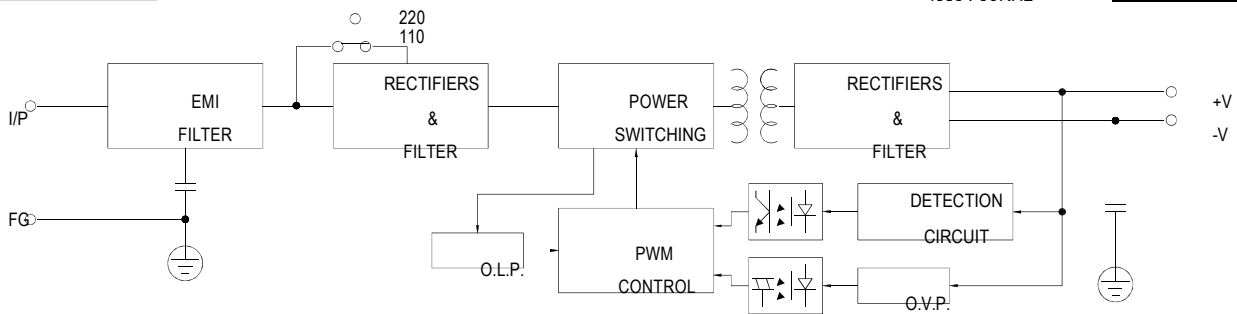 220
110
I/P
EMI
FILTER
RECTIFIERS
&
FILTER
POWER
SWITCHING
RECTIFIERS
&
FILTER
+V
-V
FG
O.L.P.
PWM
CONTROL
DETECTION
CIRCUIT
O.V.P.